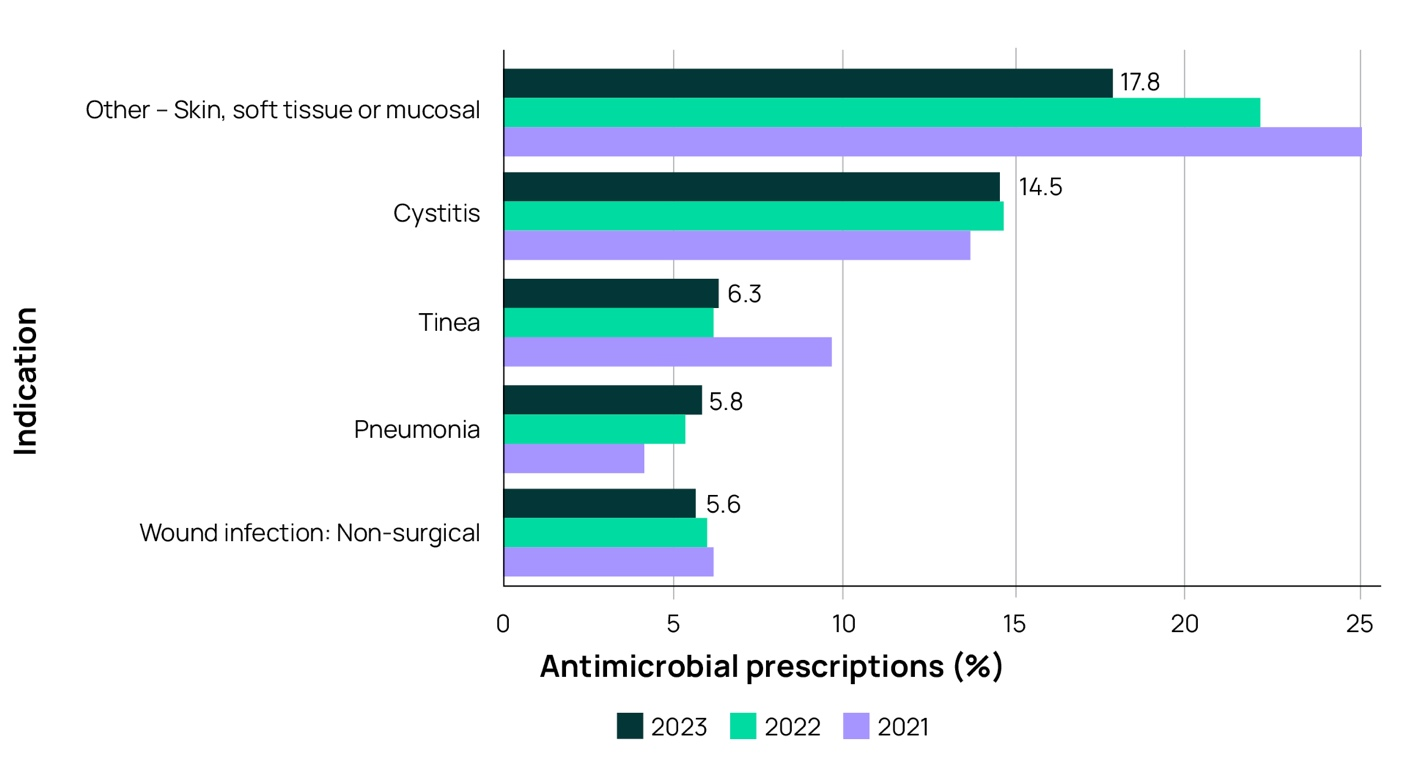 Indication
Other – Skin, soft tissue or mucosal
17.8
Cystitis
14.5
Tinea
6.3
Pneumonia
5.8
Wound infection: Non-surgical
5.6
0 5 10 15 20 25
Antimicrobial prescriptions (%)
2023 2022 2021